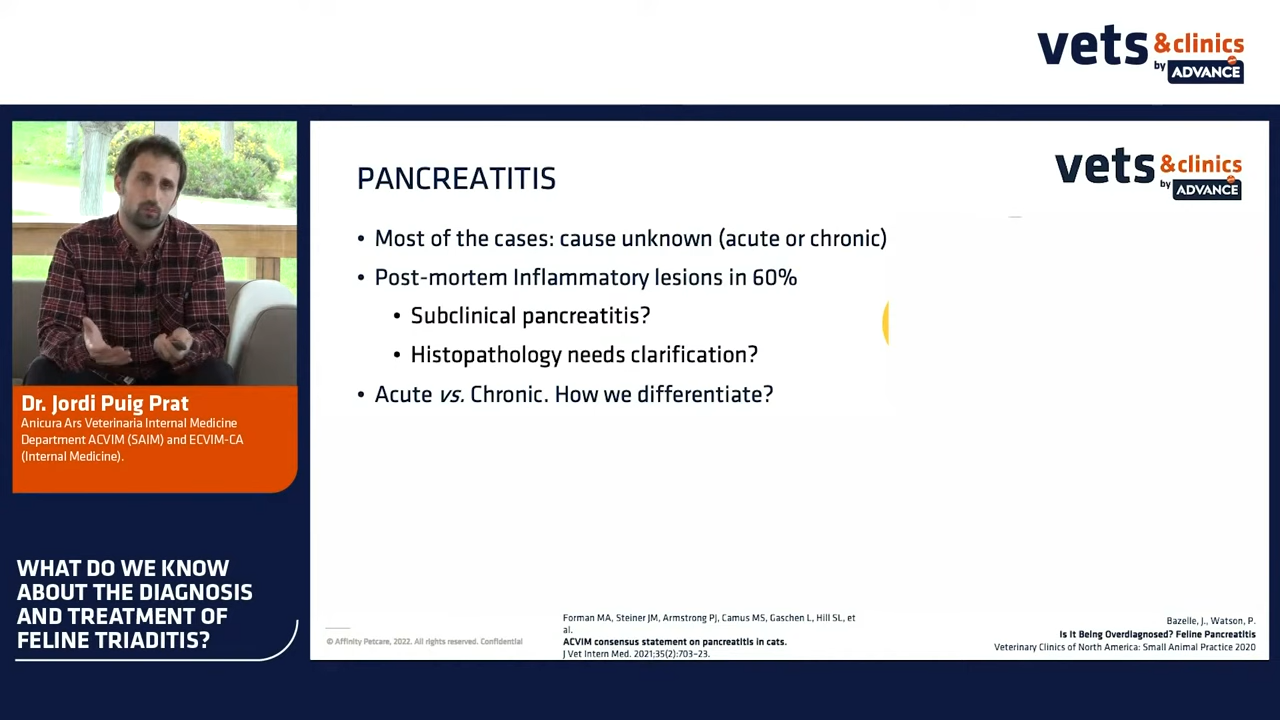 vets &clinics
by ADVANCE
vets &clinics
by ADVANCE
PANCREATITIS
• Most of the cases: cause unknown (acute or chronic)
• Post-mortem Inflammatory lesions in 60%
• Subclinical pancreatitis?
• Histopathology needs clarification?
• Acute vs. Chronic. How we differentiate?
Dr. Jordi Puig Prat
Anicura Ars Veterinaria Internal Medicine
Department ACVIM (SAIM) and ECVIM-CA
(Internal Medicine).
WHAT DO WE KNOW
ABOUT THE DIAGNOSIS
AND TREATMENT OF
FELINE TRIADITIS?
© Affinity Petcare, 2022. All rights reserved. Confidential
Forman MA, Steiner JM, Armstrong PJ, Camus MS, Gaschen L, Hill SL, et
al.
ACVIM consensus statement on pancreatitis in cats.
J Vet Intern Med. 2021;35(2):703–23.
Bazelle, J., Watson, P.
Is It Being Overdiagnosed? Feline Pancreatitis
Veterinary Clinics of North America: Small Animal Practice 2020